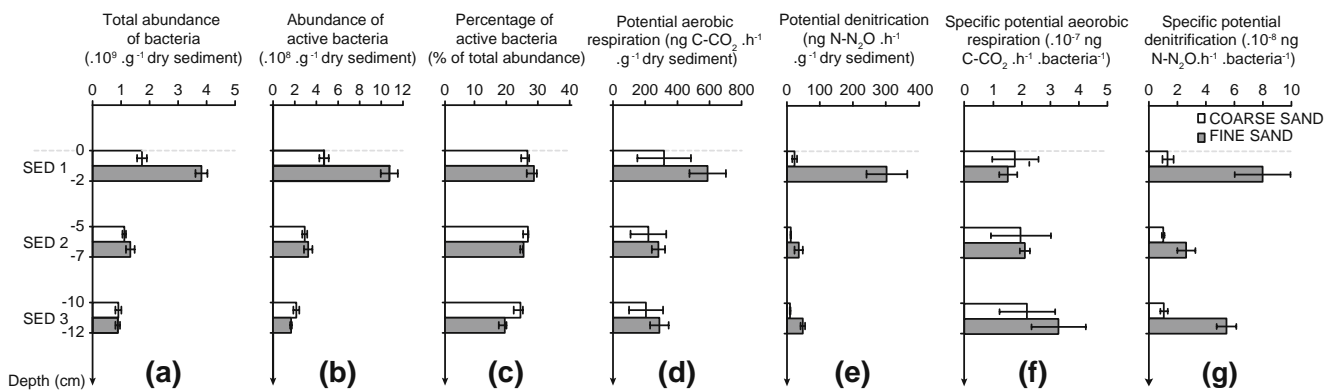 Total abundance
of bacteria
(.10⁹ .g⁻¹ dry sediment)
0 1 2 3 4 5
Abundance of
active bacteria
(.10⁸ .g⁻¹ dry sediment)
0 2 4 6 8 10 12
Percentage of
active bacteria
(% of total abundance)
0 10 20 30 40
Potential aerobic
respiration (ng C-CO₂ .h⁻¹
.g⁻¹ dry sediment)
0 200 400 600 800
Potential denitrication
(ng N-N₂O .h⁻¹
.g⁻¹ dry sediment)
0 100 200 300 400
Specific potential aeorobic
respiration (.10⁻⁷ ng
C-CO₂ .h⁻¹ .bacteria⁻¹)
0 1 2 3 4 5
Specific potential
denitrification (.10⁻⁸ ng
N-N₂O.h⁻¹ .bacteria⁻¹)
0 2 4 6 8 10
COARSE SAND
FINE SAND
0
SED 1
-2
-5
SED 2
-7
-10
SED 3
-12
Depth (cm)
(a) (b) (c) (d) (e) (f) (g)